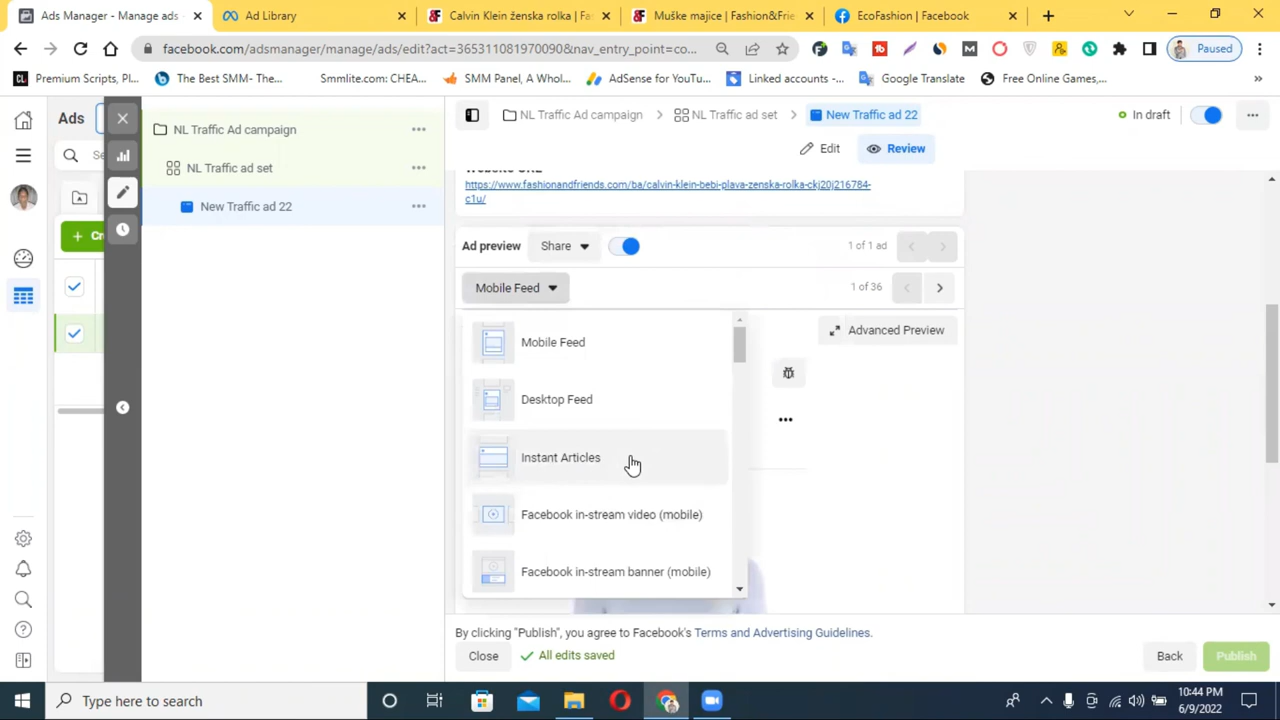 Ads Manager - Manage ads -
Ad Library
Calvin Klein ženska rolka | Fas
Muške majice | Fashion&Frie
EcoFashion | Facebook
facebook.com/adsmanager/manage/ads/edit?act=365311081970090&nav_entry_point=co...
Paused
Premium Scripts, Pl...
The Best SMM- The...
Smmlite.com: CHEA...
SMM Panel, A Whol...
AdSense for YouTu...
Linked accounts -...
Google Translate
Free Online Games,...
»
Ads
NL Traffic Ad campaign
NL Traffic ad set
New Traffic ad 22
NL Traffic Ad campaign > NL Traffic ad set > New Traffic ad 22
In draft
Edit
Review
Website URL
https://www.fashionandfriends.com/ba/calvin-klein-bebi-plava-zenska-rolka-ckj20j216784-
c1u/
Ad preview
Share
1 of 1 ad
Mobile Feed
1 of 36
Mobile Feed
Advanced Preview
Desktop Feed
Instant Articles
Facebook in-stream video (mobile)
Facebook in-stream banner (mobile)
By clicking "Publish", you agree to Facebook's Terms and Advertising Guidelines.
Close
All edits saved
Back
Publish
Type here to search
10:44 PM
6/9/2022